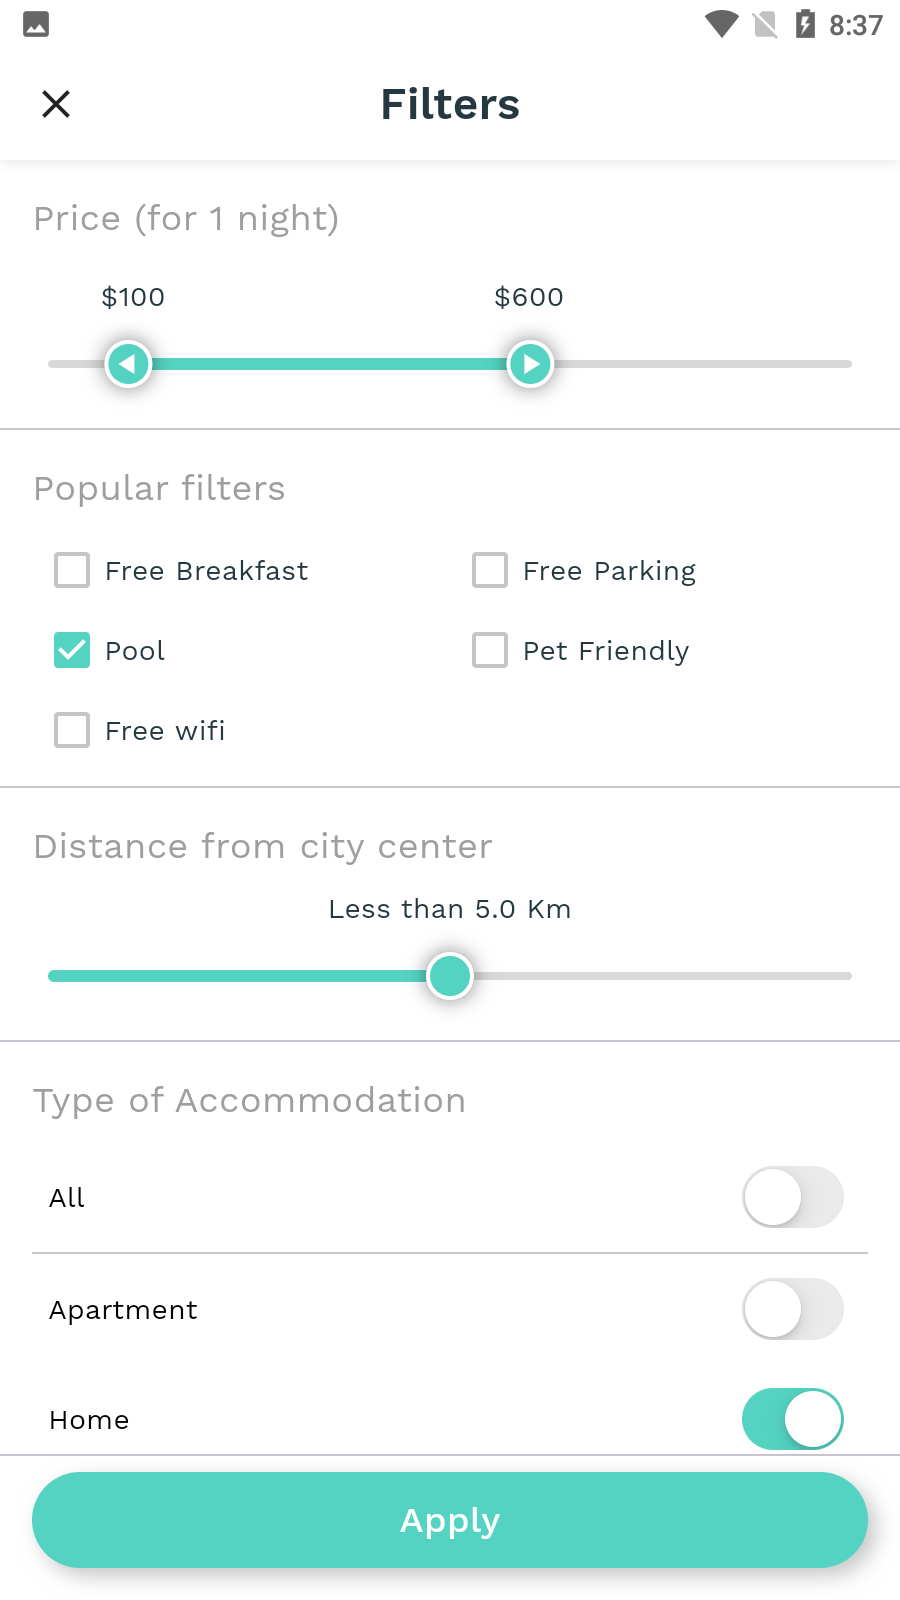 8:37
Filters
Price (for 1 night)
$100 $600
Popular filters
Free Breakfast Free Parking
Pool Pet Friendly
Free wifi
Distance from city center
Less than 5.0 Km
Type of Accommodation
All
Apartment
Home
Apply